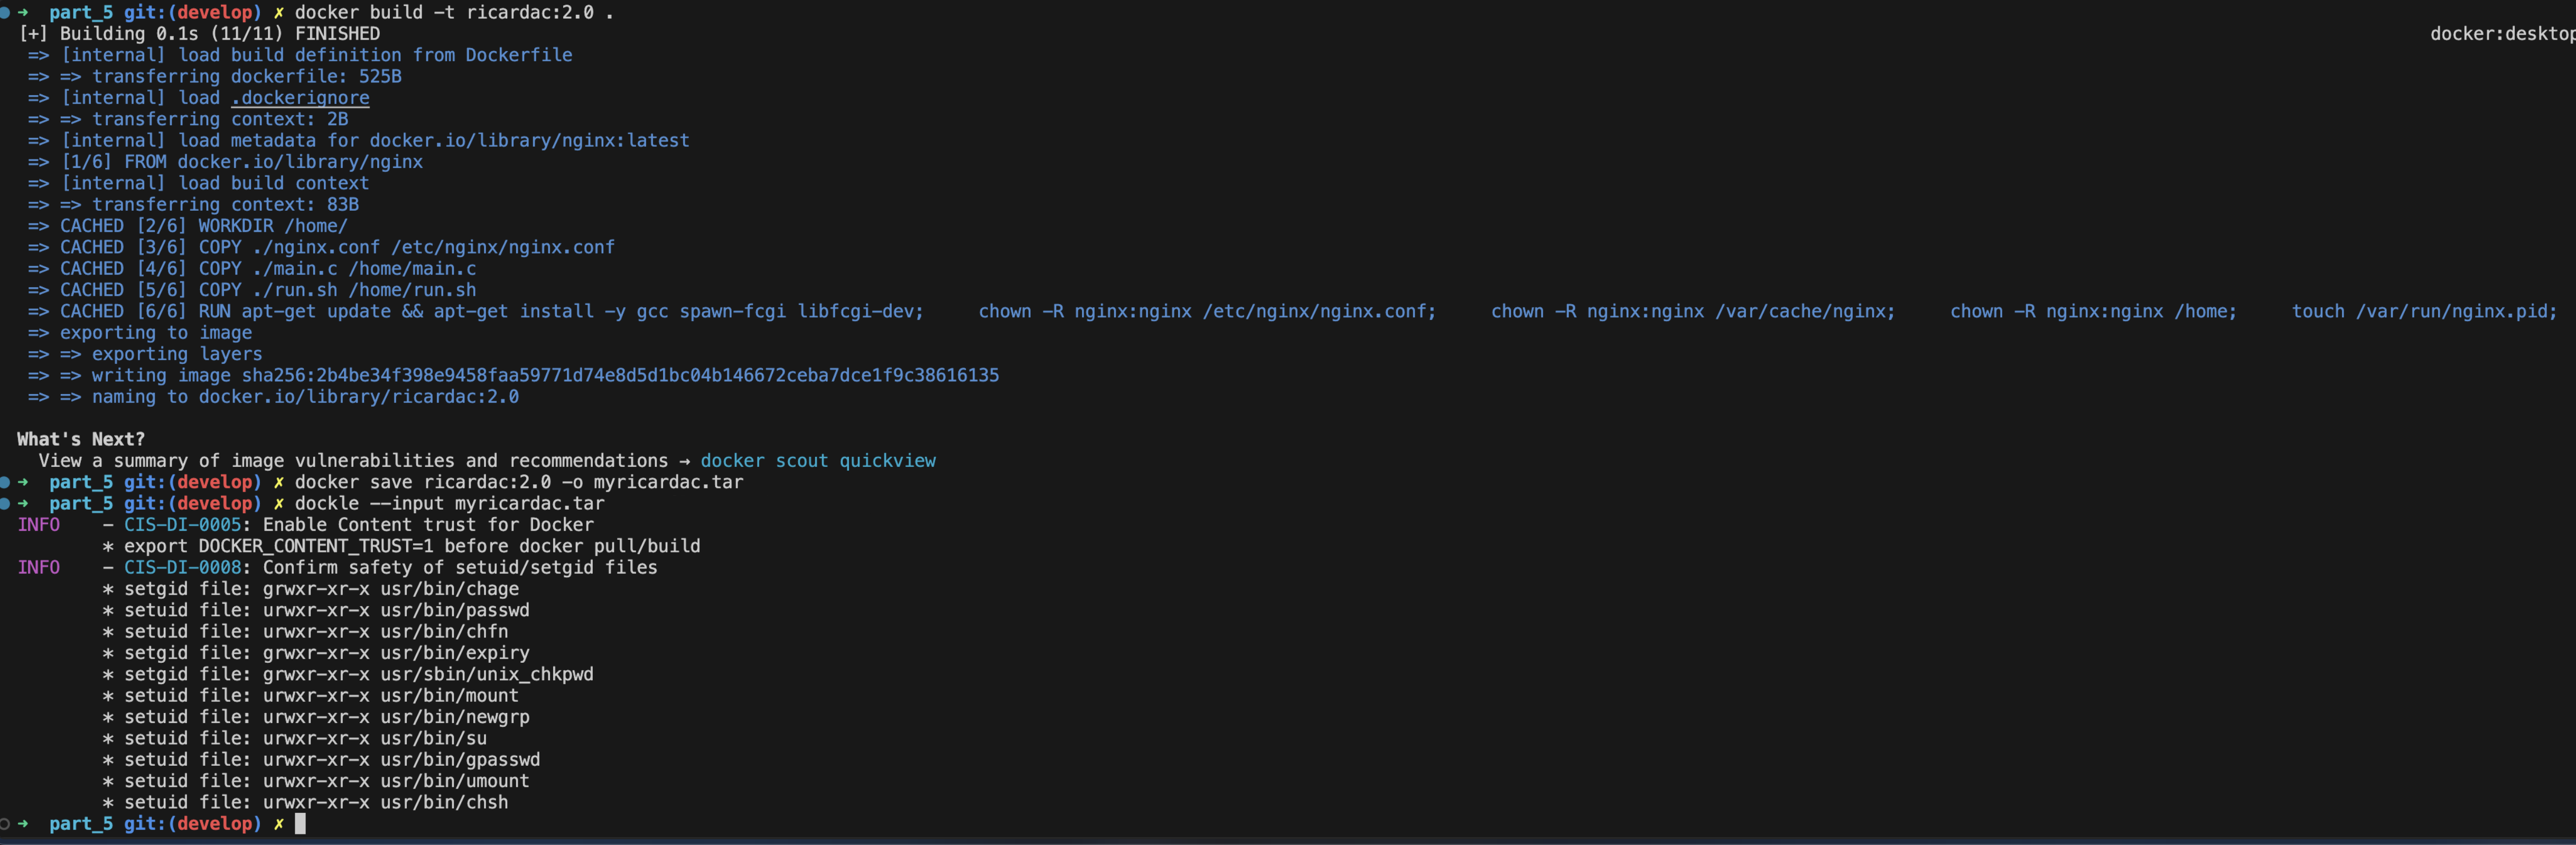 ➜  part_5 git:(develop) ✗ docker build -t ricardac:2.0 .
[+] Building 0.1s (11/11) FINISHED docker:desktop
=> [internal] load build definition from Dockerfile
=> => transferring dockerfile: 525B
=> [internal] load .dockerignore
=> => transferring context: 2B
=> [internal] load metadata for docker.io/library/nginx:latest
=> [1/6] FROM docker.io/library/nginx
=> [internal] load build context
=> => transferring context: 83B
=> CACHED [2/6] WORKDIR /home/
=> CACHED [3/6] COPY ./nginx.conf /etc/nginx/nginx.conf
=> CACHED [4/6] COPY ./main.c /home/main.c
=> CACHED [5/6] COPY ./run.sh /home/run.sh
=> CACHED [6/6] RUN apt-get update && apt-get install -y gcc spawn-fcgi libfcgi-dev;     chown -R nginx:nginx /etc/nginx/nginx.conf;     chown -R nginx:nginx /var/cache/nginx;     chown -R nginx:nginx /home;     touch /var/run/nginx.pid;
=> exporting to image
=> => exporting layers
=> => writing image sha256:2b4be34f398e9458faa59771d74e8d5d1bc04b146672ceba7dce1f9c38616135
=> => naming to docker.io/library/ricardac:2.0
What's Next?
View a summary of image vulnerabilities and recommendations → docker scout quickview
➜  part_5 git:(develop) ✗ docker save ricardac:2.0 -o myricardac.tar
➜  part_5 git:(develop) ✗ dockle --input myricardac.tar
INFO    - CIS-DI-0005: Enable Content trust for Docker
* export DOCKER_CONTENT_TRUST=1 before docker pull/build
INFO    - CIS-DI-0008: Confirm safety of setuid/setgid files
* setgid file: grwxr-xr-x usr/bin/chage
* setuid file: urwxr-xr-x usr/bin/passwd
* setuid file: urwxr-xr-x usr/bin/chfn
* setgid file: grwxr-xr-x usr/bin/expiry
* setgid file: grwxr-xr-x usr/sbin/unix_chkpwd
* setuid file: urwxr-xr-x usr/bin/mount
* setuid file: urwxr-xr-x usr/bin/newgrp
* setuid file: urwxr-xr-x usr/bin/su
* setuid file: urwxr-xr-x usr/bin/gpasswd
* setuid file: urwxr-xr-x usr/bin/umount
* setuid file: urwxr-xr-x usr/bin/chsh
➜  part_5 git:(develop) ✗